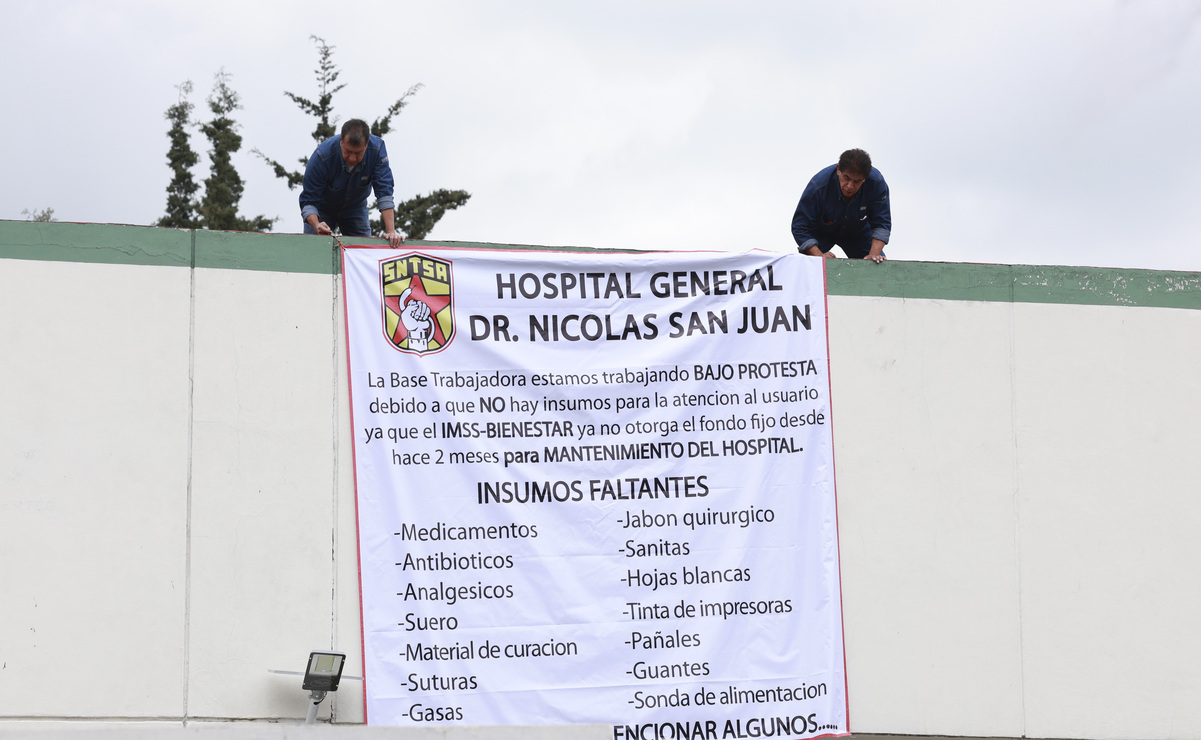 SNTSA
HOSPITAL GENERAL
DR. NICOLAS SAN JUAN
La Base Trabajadora estamos trabajando BAJO PROTESTA
debido a que NO hay insumos para la atencion al usuario
ya que el IMSS-BIENESTAR ya no otorga el fondo fijo desde
hace 2 meses para MANTENIMIENTO DEL HOSPITAL.
INSUMOS FALTANTES
-Medicamentos
-Antibioticos
-Analgesicos
-Suero
-Material de curacion
-Suturas
-Gasas
-Jabon quirurgico
-Sanitas
-Hojas blancas
-Tinta de impresoras
-Pañales
-Guantes
-Sonda de alimentacion
ENCIONAR ALGUNOS.....